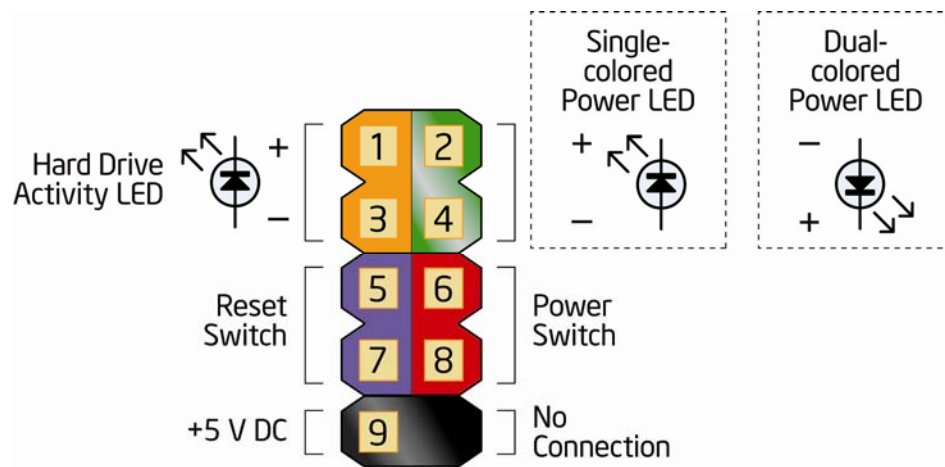 Single-
colored
Power LED
Dual-
colored
Power LED
Hard Drive
Activity LED
+
−
1
2
3
4
+
−
−
+
Reset
Switch
5
6
7
8
Power
Switch
+5 V DC
9
No
Connection